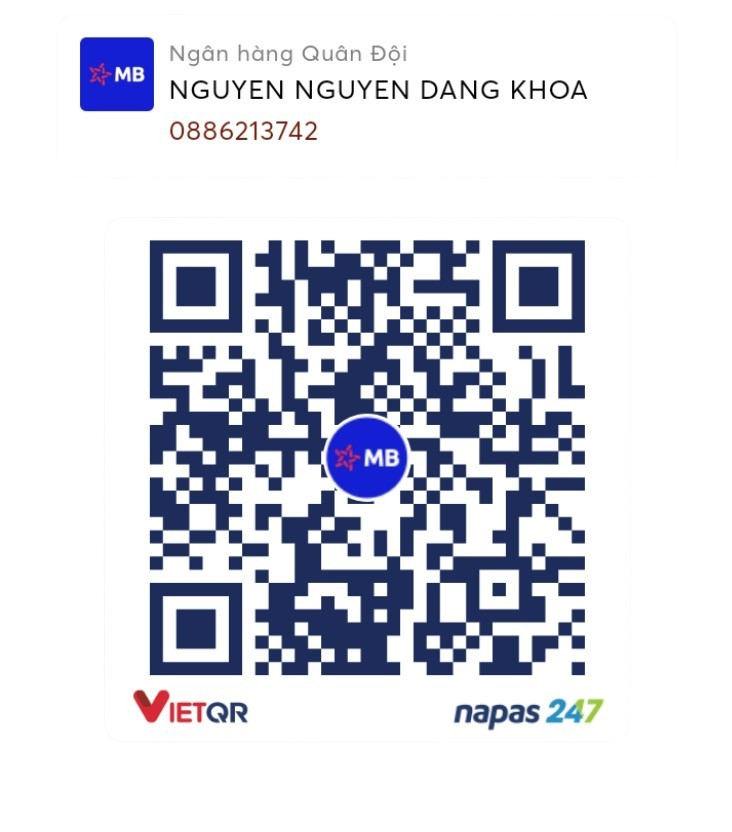 MB
Ngân hàng Quân Đội
NGUYEN NGUYEN DANG KHOA
0886213742
MB
VIETQR
napas 247